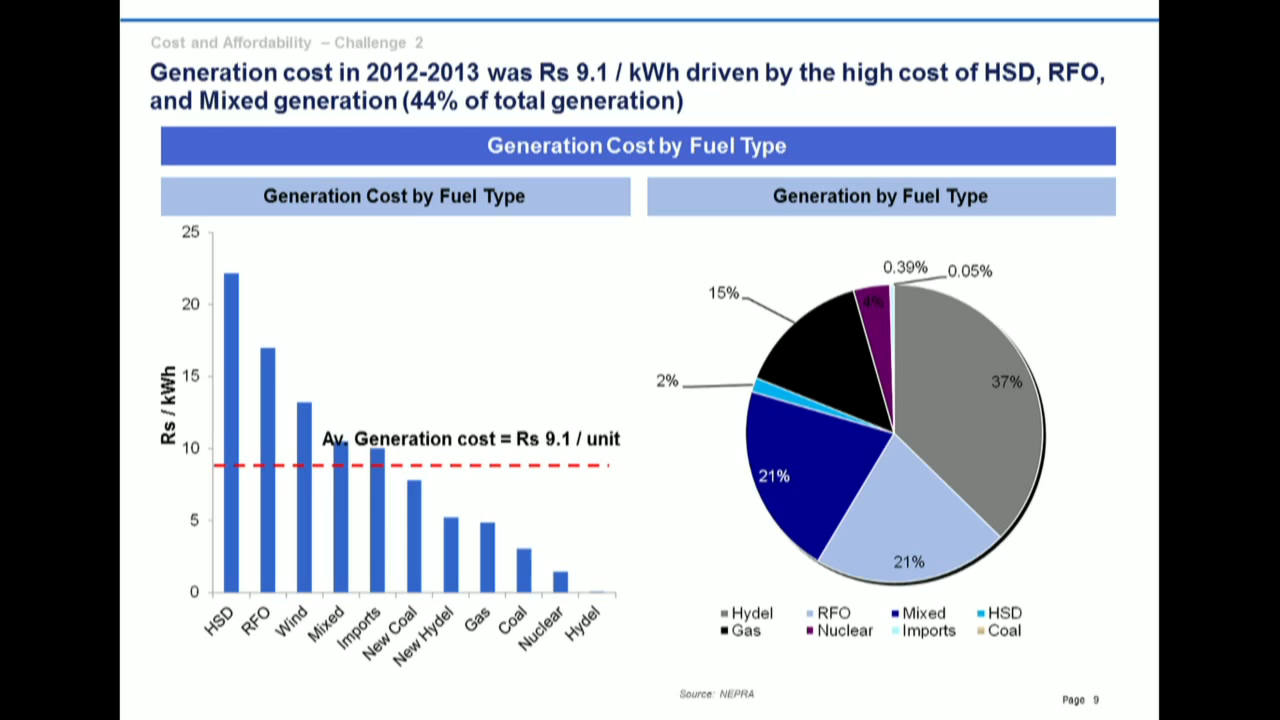 Cost and Affordability – Challenge 2
Generation cost in 2012-2013 was Rs 9.1 / kWh driven by the high cost of HSD, RFO,
and Mixed generation (44% of total generation)
Generation Cost by Fuel Type
Generation Cost by Fuel Type
Rs / kWh
25
20
15
10
5
0
Av. Generation cost = Rs 9.1 / unit
HSD
RFO
Wind
Mixed
Imports
New Coal
New Hydel
Gas
Coal
Nuclear
Hydel
Generation by Fuel Type
0.39%
0.05%
15%
4%
2%
37%
21%
21%
Hydel RFO Mixed HSD
Gas Nuclear Imports Coal
Source: NEPRA
Page 9